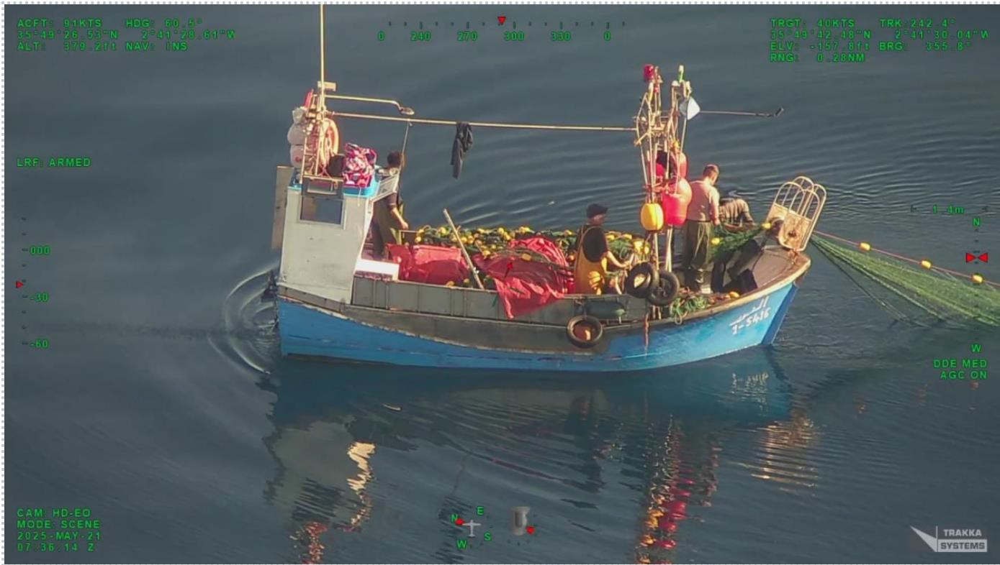 ACFT: 91KTS HDG: 60.5°
35°49'26.53"N 2°41'28.61"W
ALT: 379.2ft NAV: INS
0 240 270 300 330 0
TRGT: 40KTS TRK:242.4°
35°49'42.48"N 2°41'30.04"W
ELV: -157.8ft BRG: 355.8°
RNG: 0.28NM
LRF: ARMED
1.4m
N
000
-30
-60
1-5416
W
DDE MED
AGC ON
CAM: HD-EO
MODE: SCENE
2025-MAY-21
07:36:14 Z
N E
W S
TRAKKA
SYSTEMS